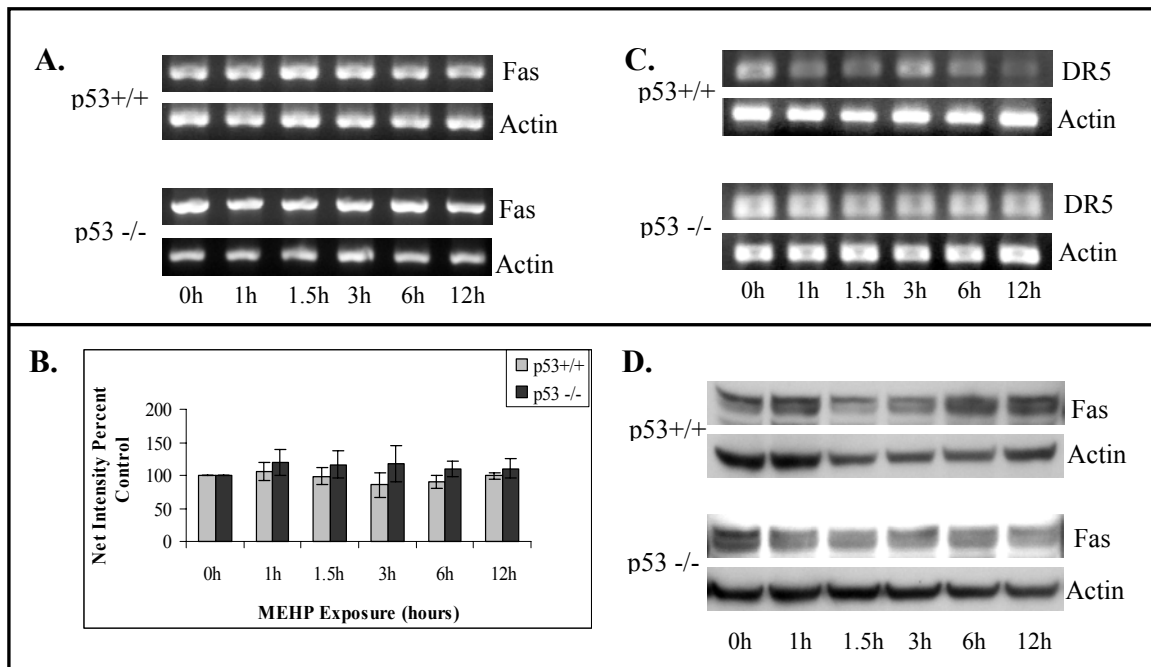 A.
p53+/+
Fas
Actin
p53 -/-
Fas
Actin
0h 1h 1.5h 3h 6h 12h
C.
p53+/+
DR5
Actin
p53 -/-
DR5
Actin
0h 1h 1.5h 3h 6h 12h
B.
p53+/+
p53 -/-
Net Intensity Percent
Control
200
150
100
50
0
0h 1h 1.5h 3h 6h 12h
MEHP Exposure (hours)
D.
p53+/+
Fas
Actin
p53 -/-
Fas
Actin
0h 1h 1.5h 3h 6h 12h